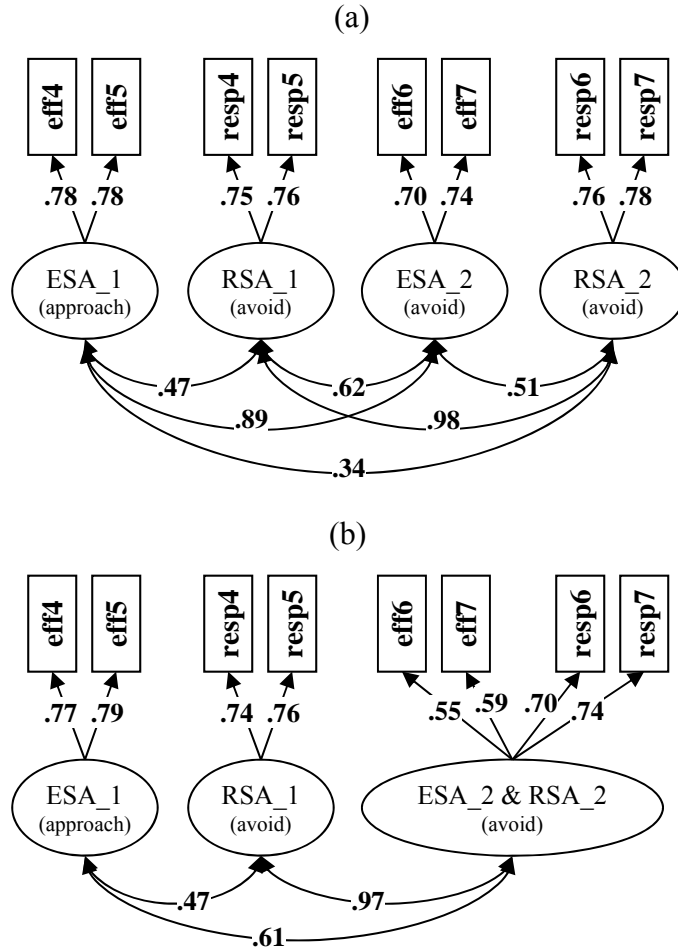 (a)
eff4 eff5 resp4 resp5 eff6 eff7 resp6 resp7
.78 .78 .75 .76 .70 .74 .76 .78
ESA_1 RSA_1 ESA_2 RSA_2
(approach) (avoid) (avoid) (avoid)
.47 .62 .51
.89 .98
.34
(b)
eff4 eff5 resp4 resp5 eff6 eff7 resp6 resp7
.77 .79 .74 .76 .55 .59 .70 .74
ESA_1 RSA_1 ESA_2 & RSA_2
(approach) (avoid) (avoid)
.47 .97
.61